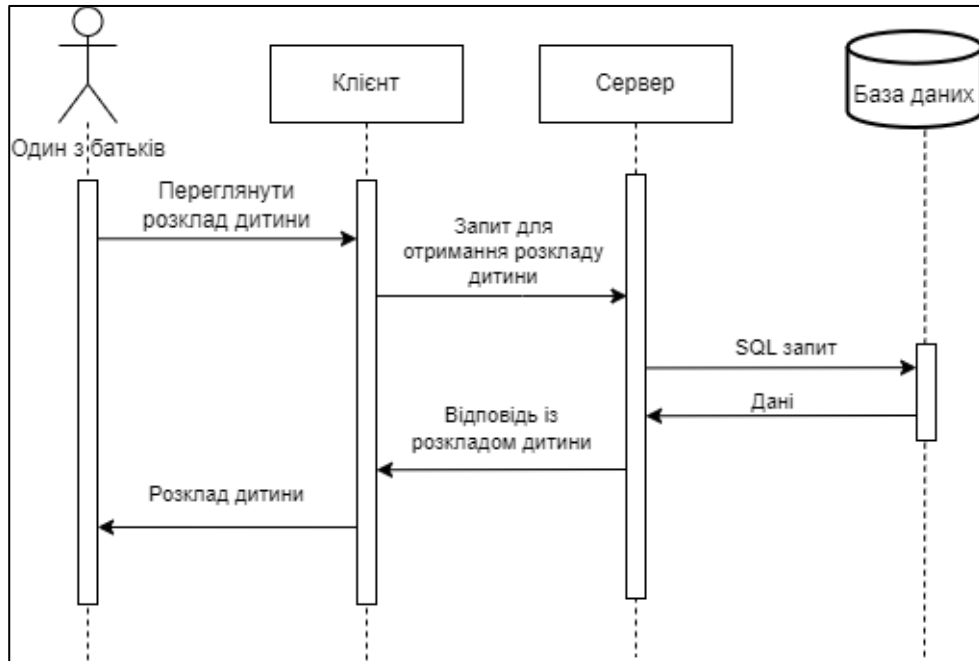 Клієнт
Сервер
База даних
Один з батьків
Переглянути
розклад дитини
Запит для
отримання розкладу
дитини
SQL запит
Дані
Відповідь із
розкладом дитини
Розклад дитини